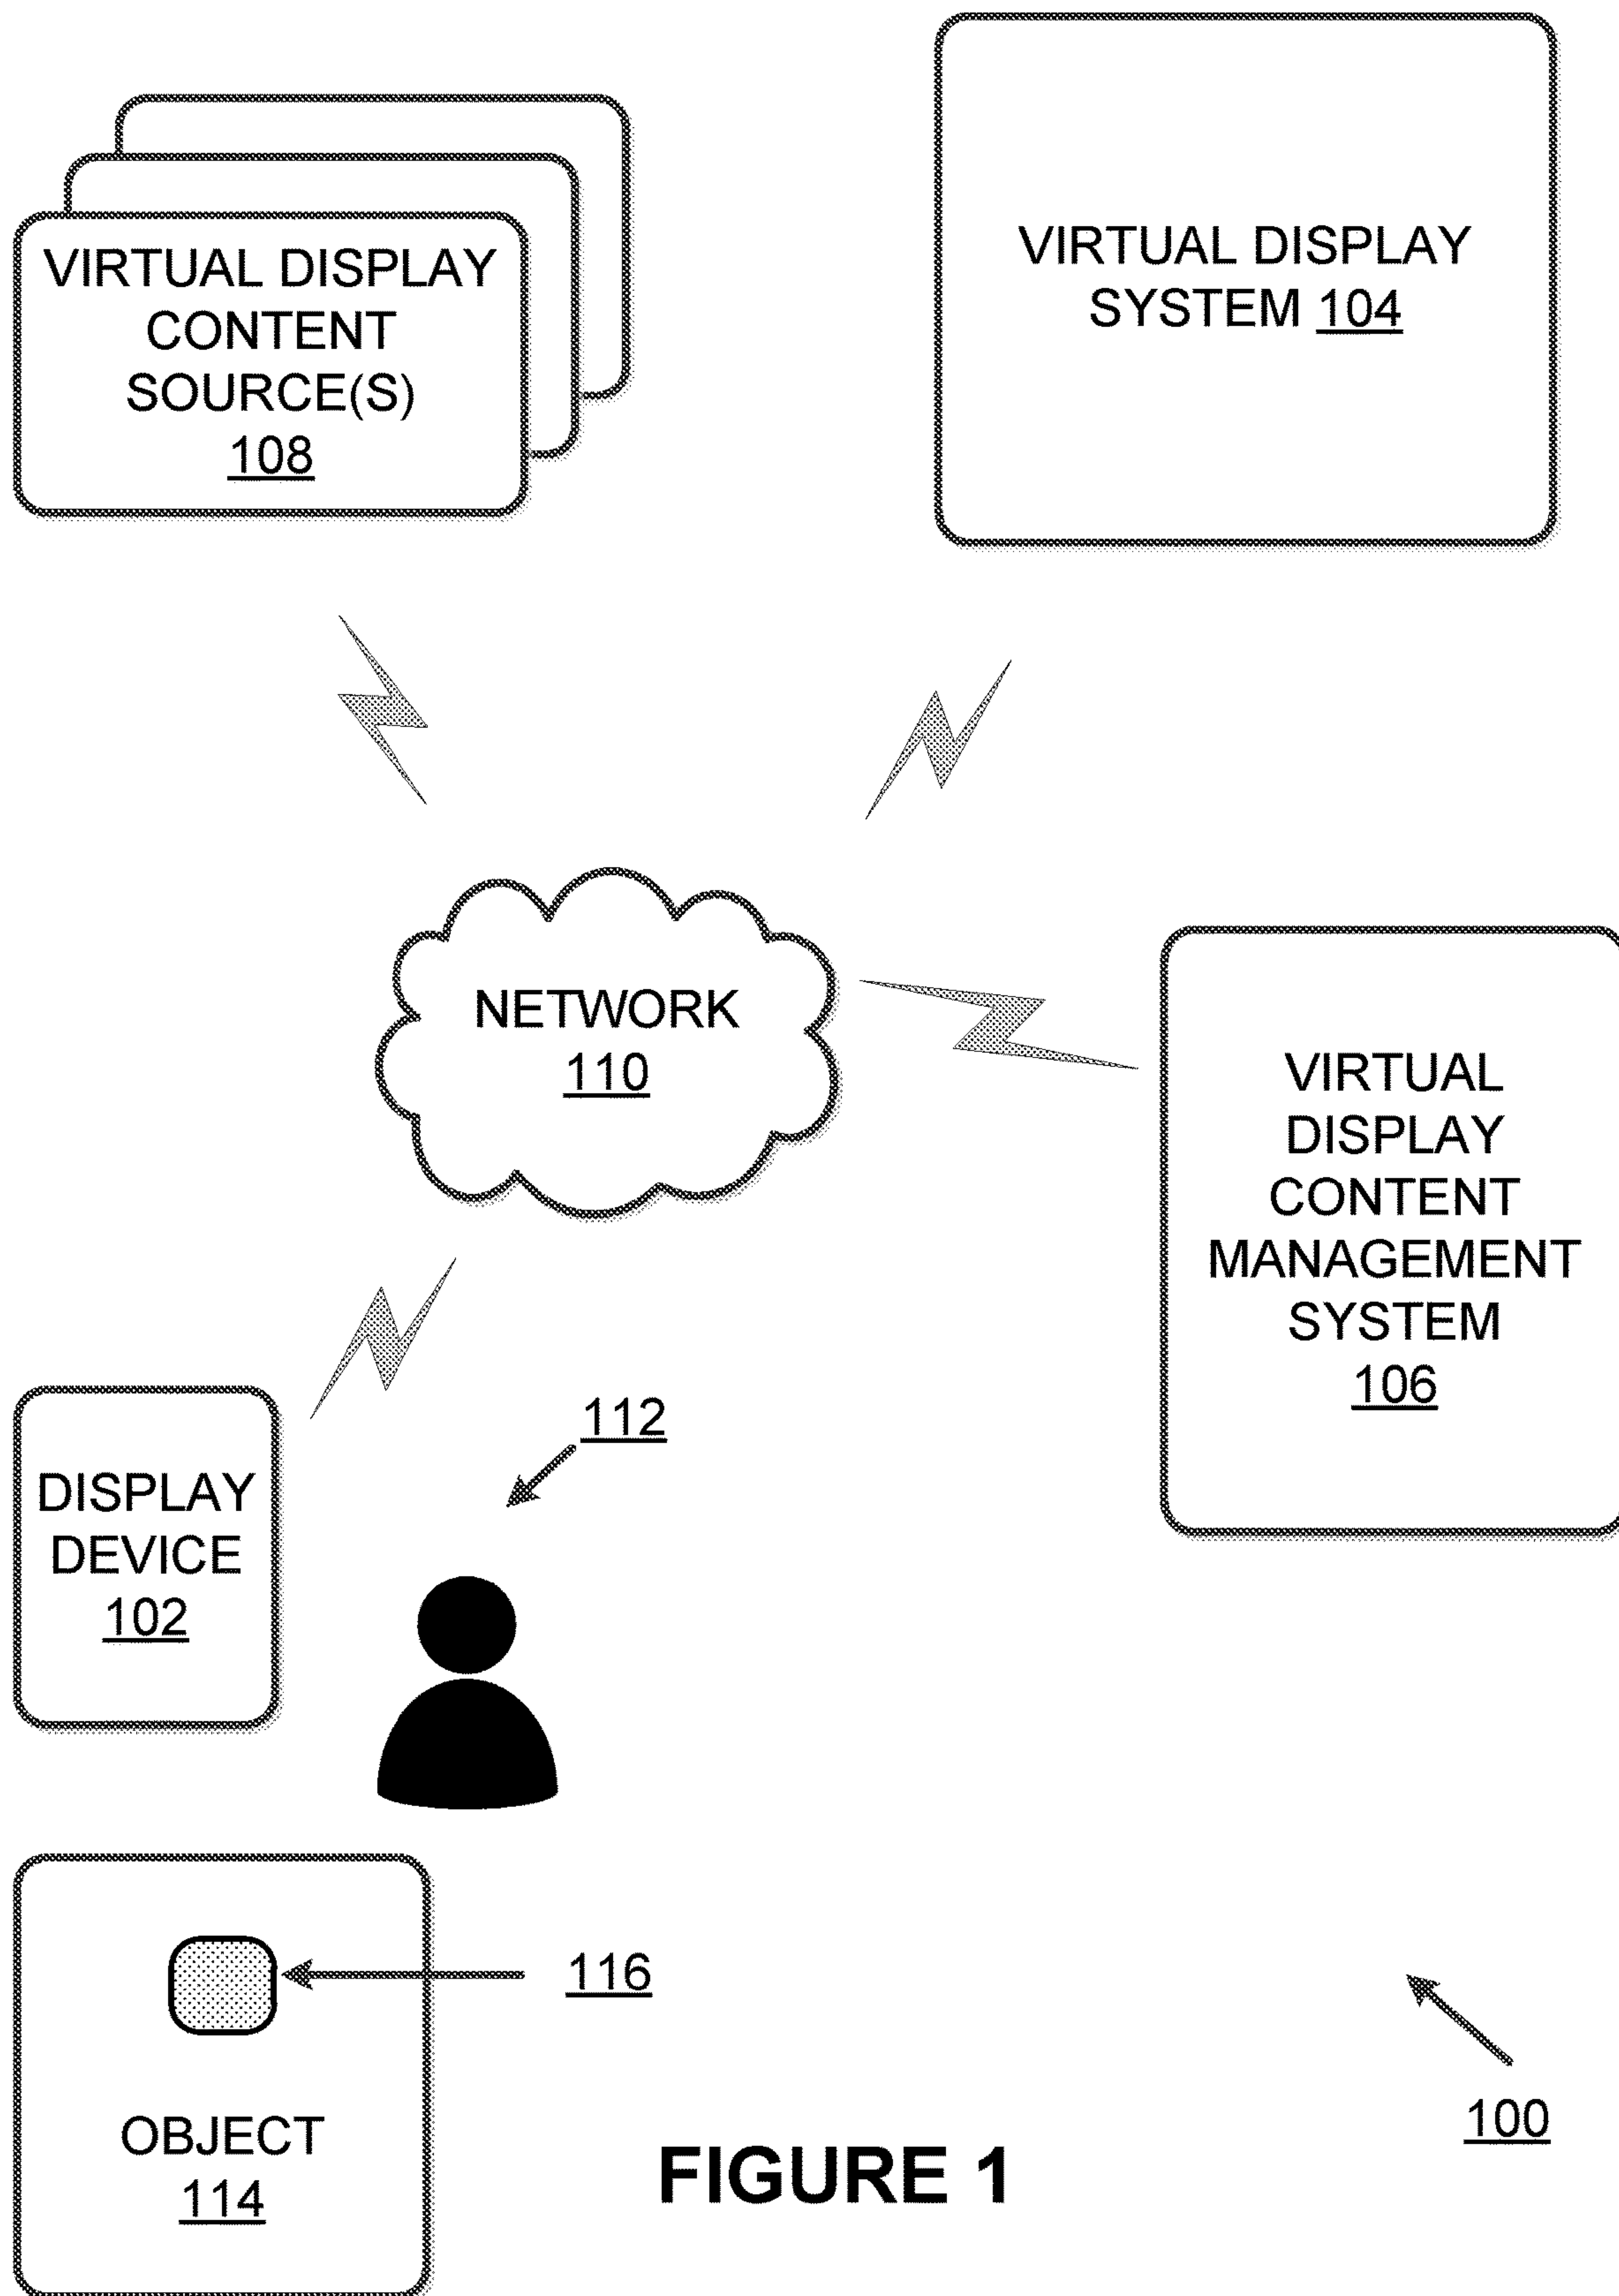 VIRTUAL DISPLAY
CONTENT
SOURCE(S)
108
VIRTUAL DISPLAY
SYSTEM 104
NETWORK
110
VIRTUAL
DISPLAY
CONTENT
MANAGEMENT
SYSTEM
106
112
DISPLAY
DEVICE
102
116
OBJECT
114
100
FIGURE 1